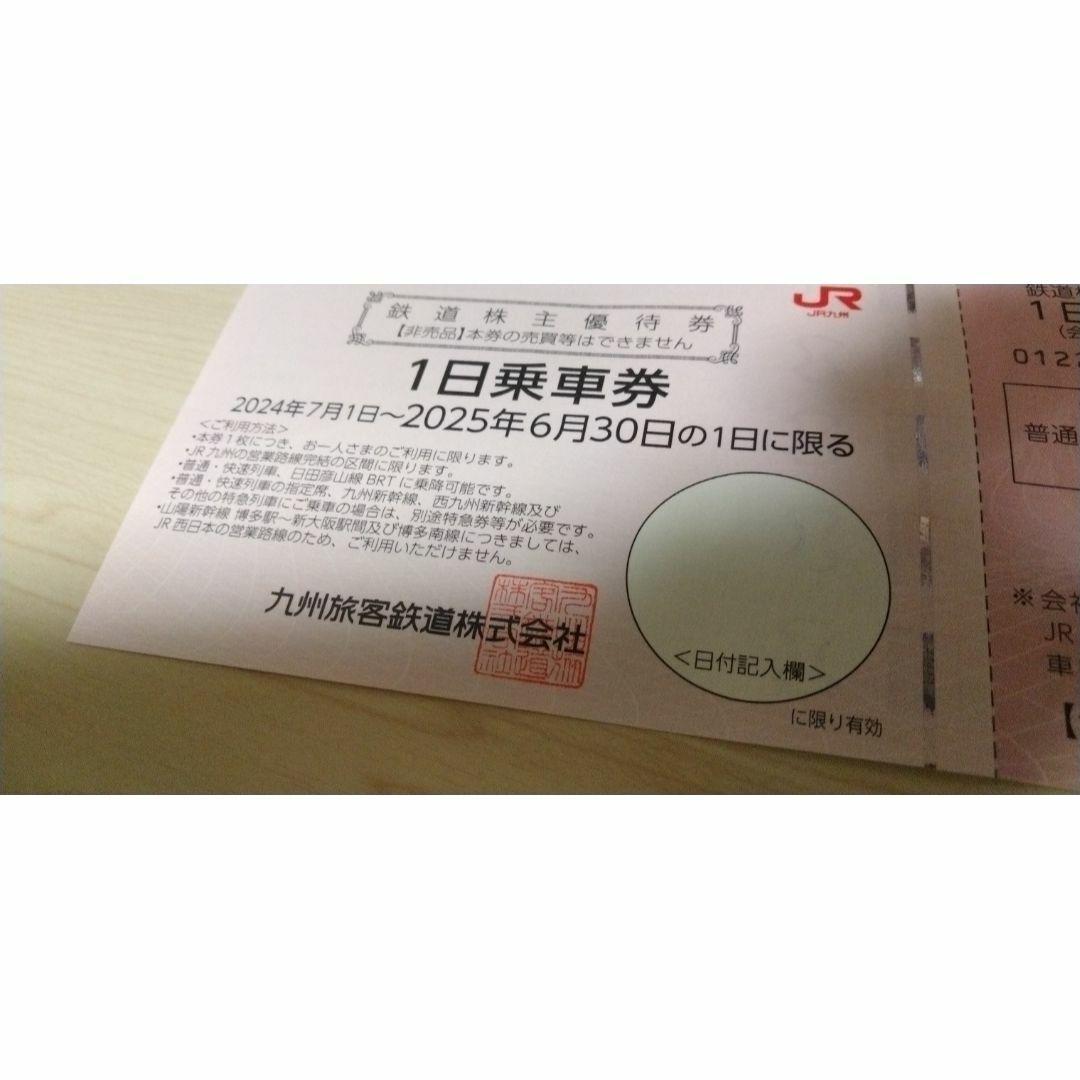 鉄道株主優待券
【非売品】本券の売買等はできません
JR
JR九州
1日乗車券
2024年7月1日～2025年6月30日の1日に限る
＜ご利用方法＞
・本券1枚につき、お一人さまのご利用に限ります。
・JR九州の営業路線完結の区間に限ります。
・普通・快速列車、日田彦山線BRTに乗降可能です。
・普通・快速列車の指定席、九州新幹線、西九州新幹線及び
その他の特急列車にご乗車の場合は、別途特急券等が必要です。
・山陽新幹線 博多駅～新大阪駅間及び博多南線につきましては、
JR西日本の営業路線のため、ご利用いただけません。
九州旅客鉄道株式会社
＜日付記入欄＞
に限り有効
鉄道
1日
0122
普通
※会社
JR
車
【